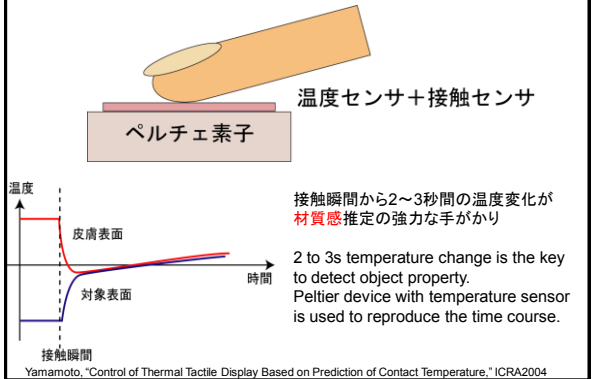 温度センサ+接触センサ
ペルチェ素子
温度
皮膚表面
対象表面
時間
接触瞬間
接触瞬間から2~3秒間の温度変化が
材質感推定の強力な手がかり
2 to 3s temperature change is the key
to detect object property.
Peltier device with temperature sensor
is used to reproduce the time course.
Yamamoto, "Control of Thermal Tactile Display Based on Prediction of Contact Temperature," ICRA2004